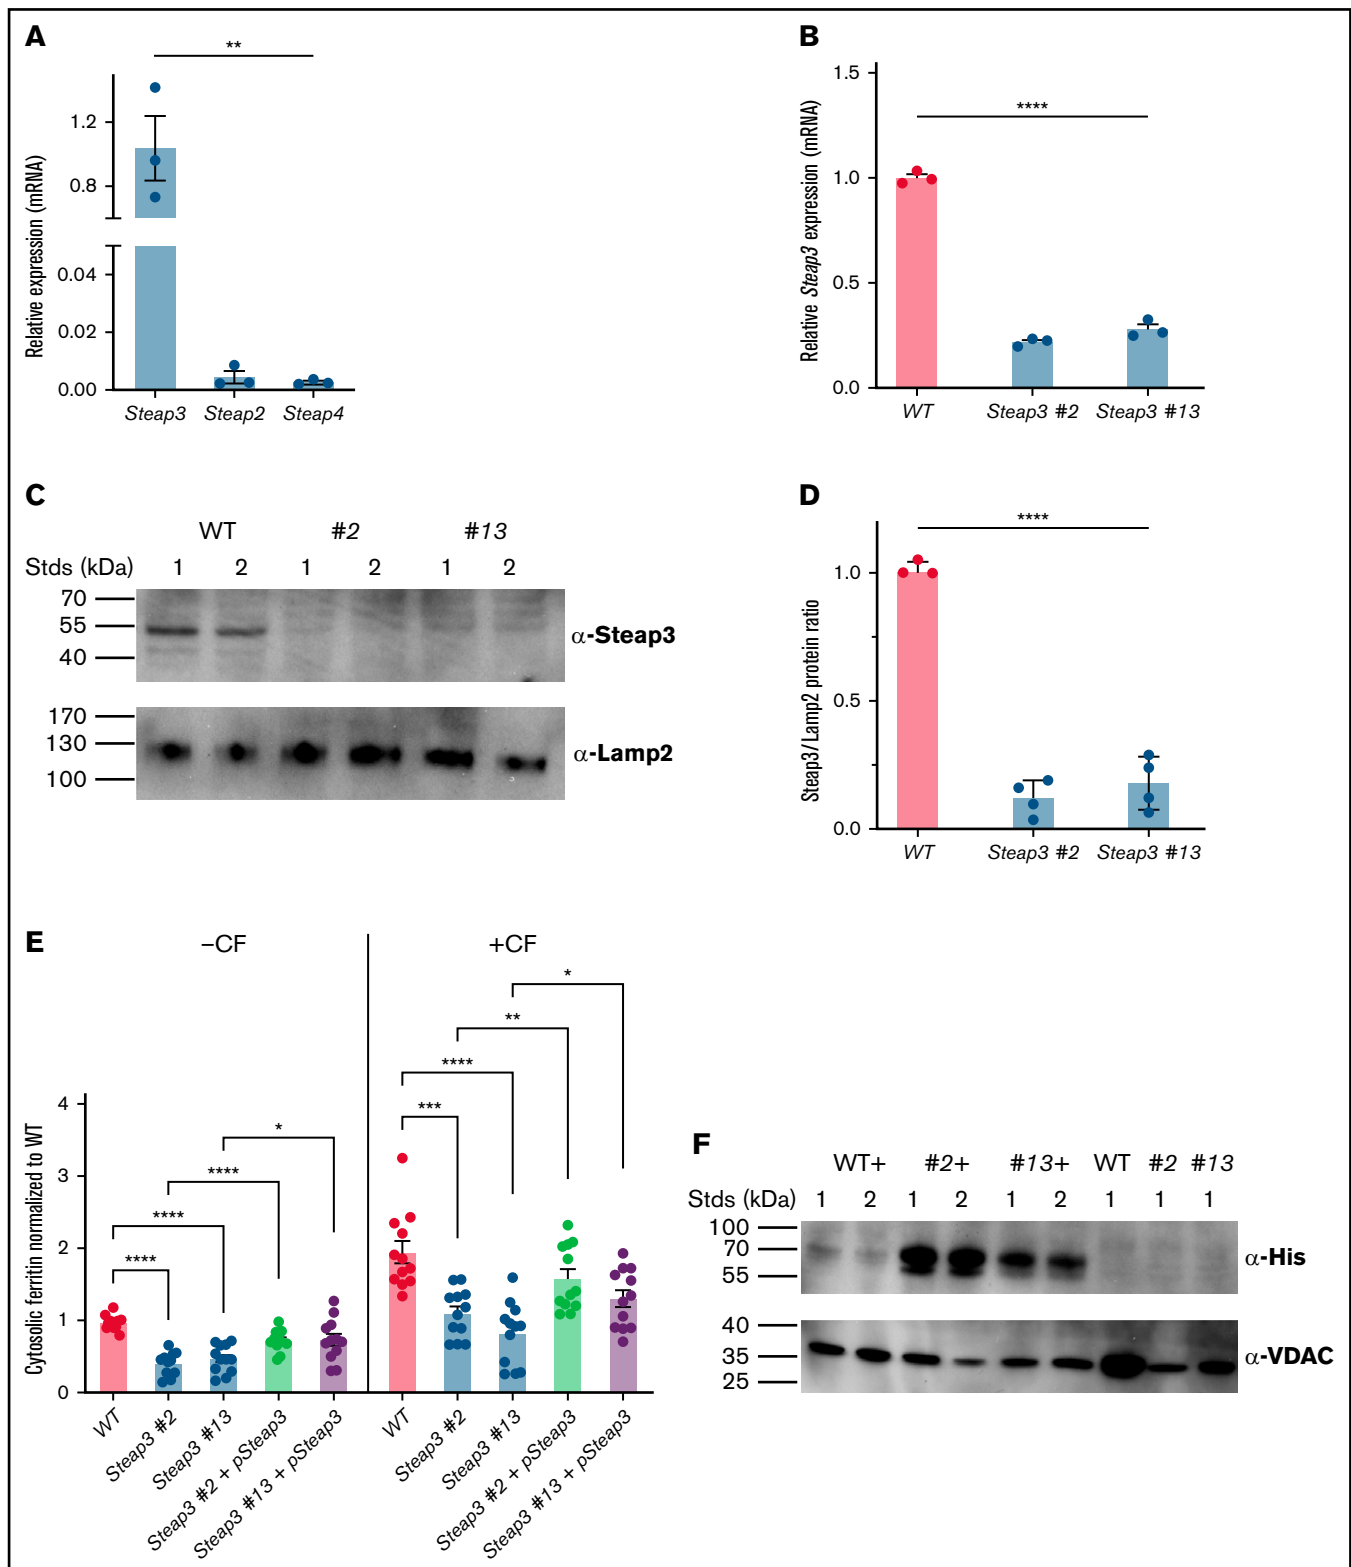 A
**
Relative expression (mRNA)
1.2
0.8
0.04
0.02
0.00
Steap3 Steap2 Steap4
B
****
Relative Steap3 expression (mRNA)
1.5
1.0
0.5
0.0
WT Steap3 #2 Steap3 #13
C
WT #2 #13
Stds (kDa) 1 2 1 2 1 2
70
55
40
α-Steap3
170
130
100
α-Lamp2
D
****
Steap3/Lamp2 protein ratio
1.0
0.5
0.0
WT Steap3 #2 Steap3 #13
E
–CF +CF
*
**
****
***
*
****
****
****
Cytosolic ferritin normalized to WT
4
3
2
1
0
WT Steap3 #2 Steap3 #13 Steap3 #2 + pSteap3 Steap3 #13 + pSteap3
WT Steap3 #2 Steap3 #13 Steap3 #2 + pSteap3 Steap3 #13 + pSteap3
F
WT+ #2+ #13+ WT #2 #13
Stds (kDa) 1 2 1 2 1 2 1 1 1
100
70
55
α-His
40
35
25
α-VDAC